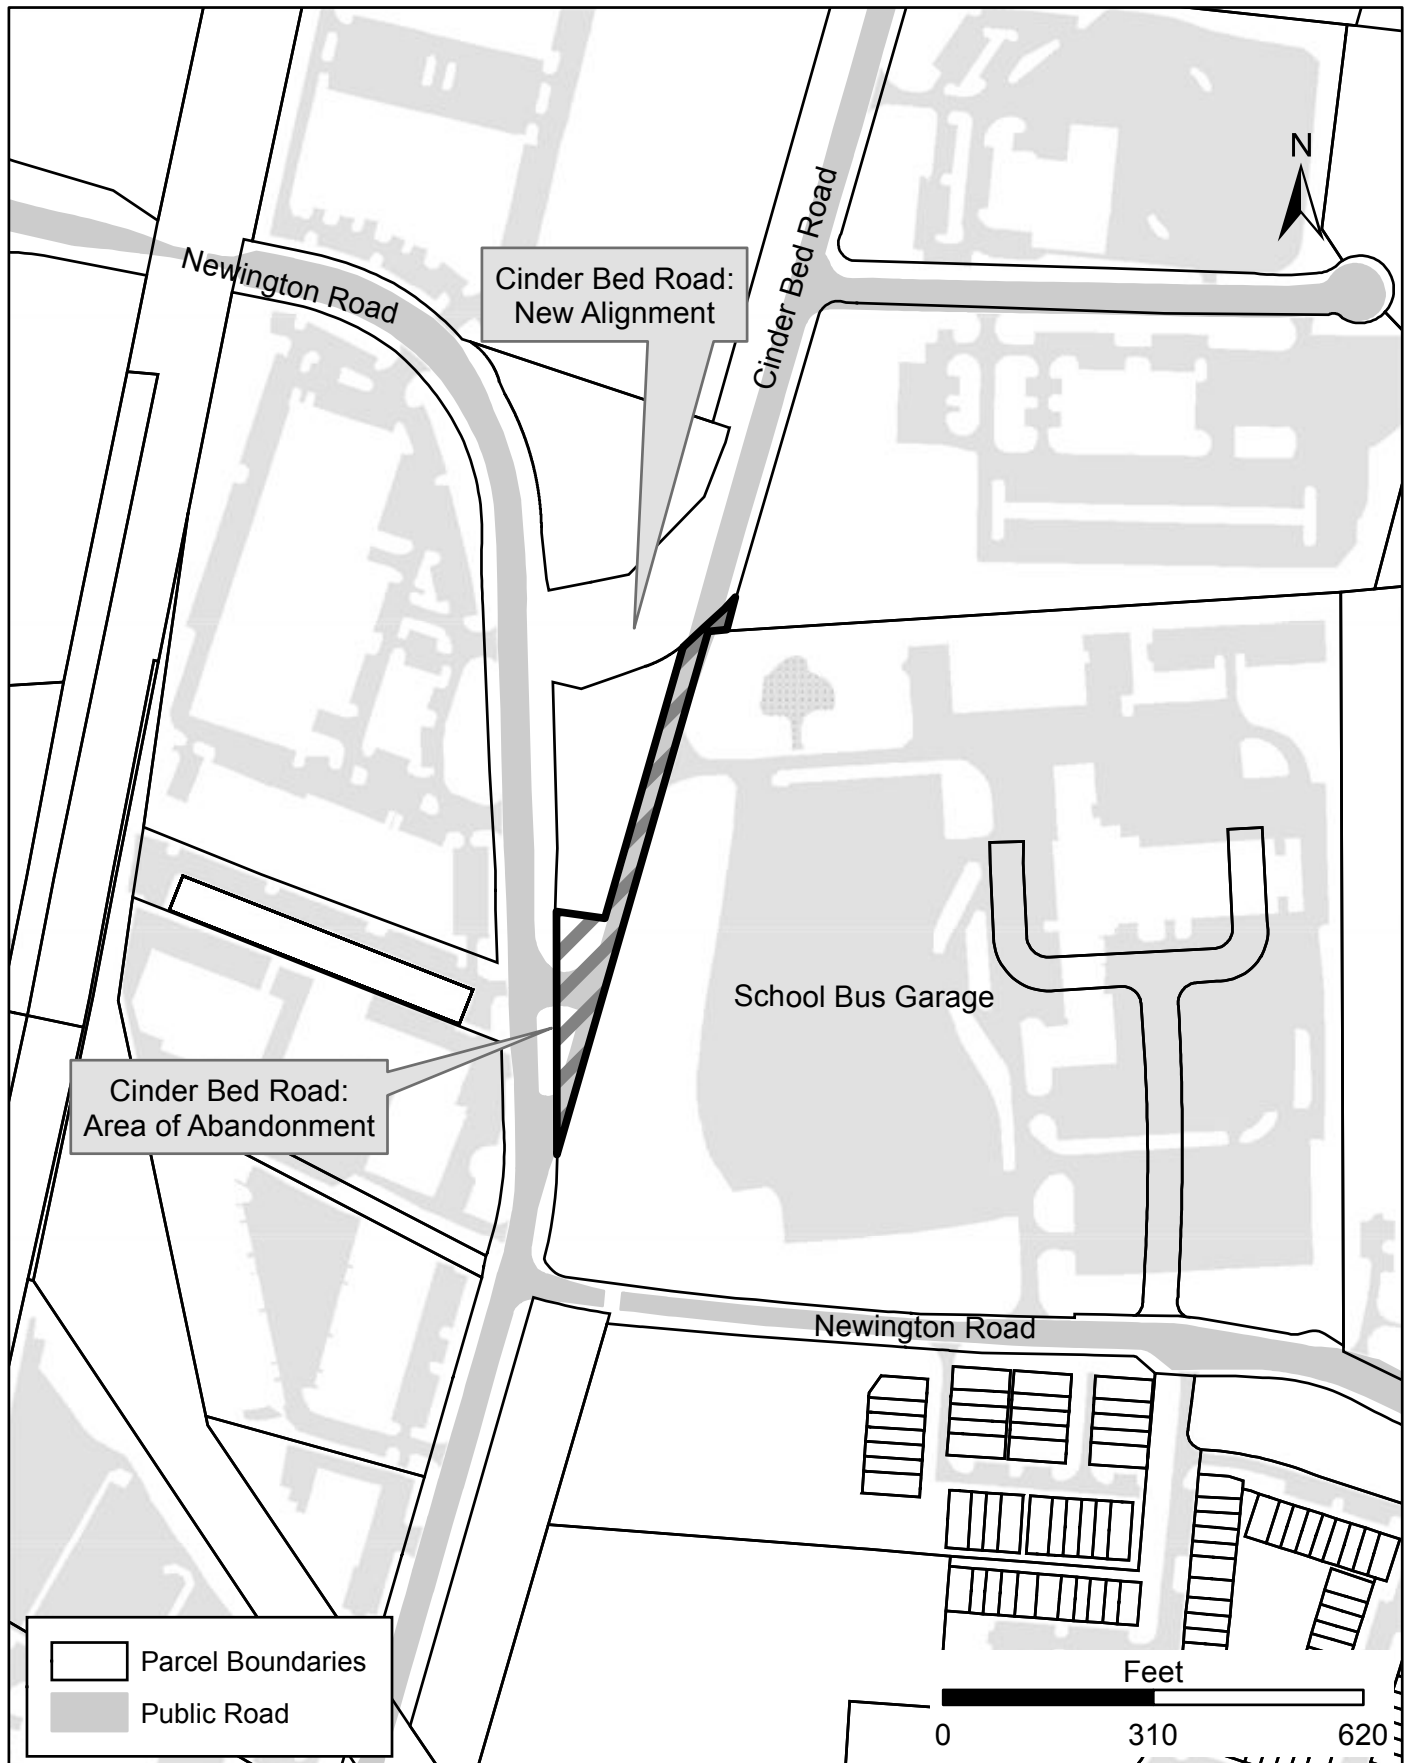 N
Newington Road
Cinder Bed Road:
New Alignment
Cinder Bed Road
School Bus Garage
Cinder Bed Road:
Area of Abandonment
Newington Road
Parcel Boundaries
Public Road
Feet
0 310 620